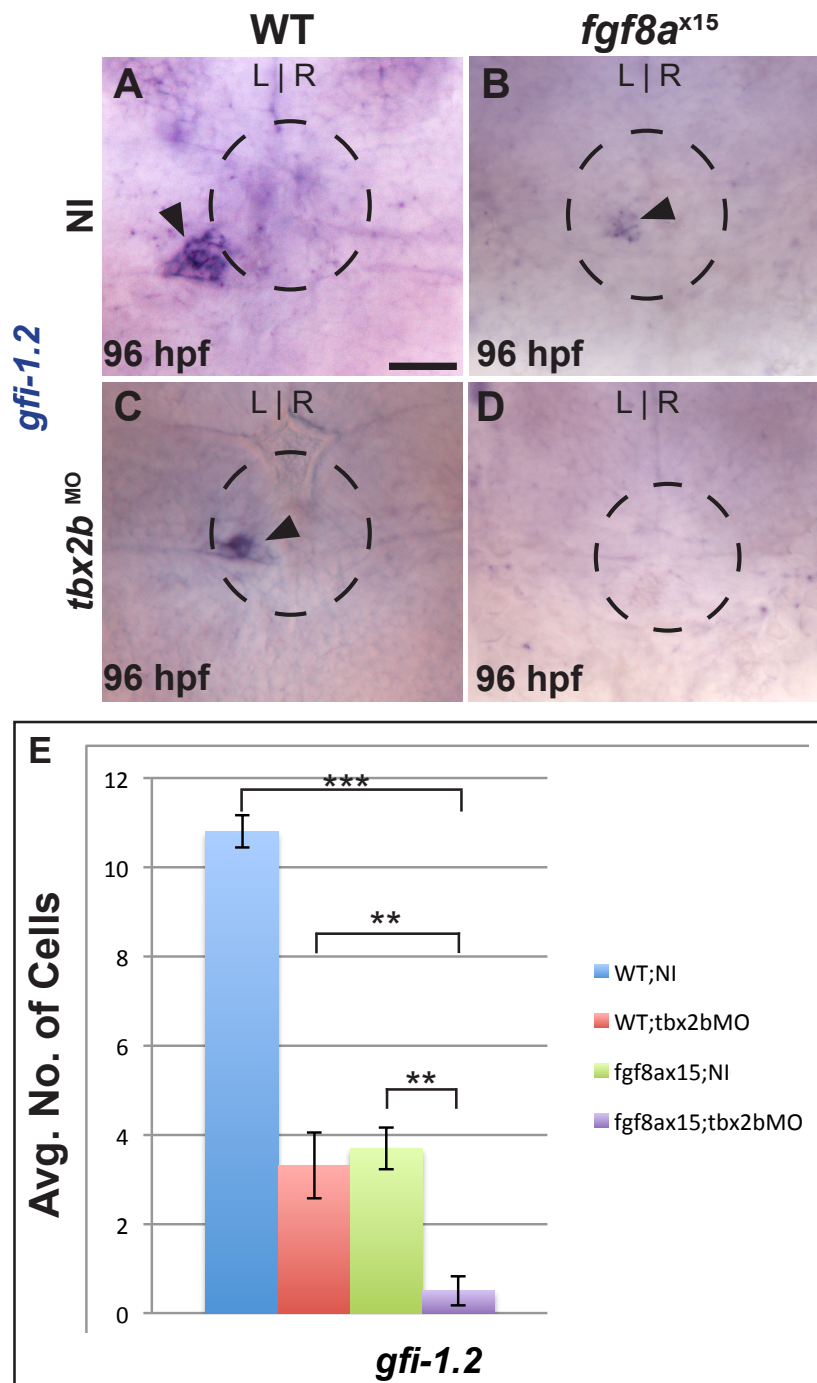 WT
fgf8a^x15
gfi-1.2
NI
A
L | R
96 hpf
B
L | R
96 hpf
tbx2b^MO
C
L | R
96 hpf
D
L | R
96 hpf
E
Avg. No. of Cells
12
10
8
6
4
2
0
***
**
**
gfi-1.2
WT;NI
WT;tbx2bMO
fgf8ax15;NI
fgf8ax15;tbx2bMO